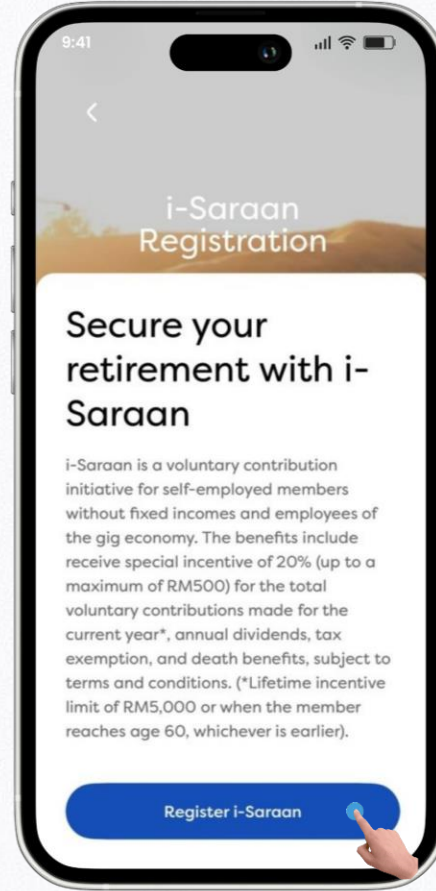 9:41
i-Saraan
Registration
Secure your
retirement with i-
Saraan
i-Saraan is a voluntary contribution
initiative for self-employed members
without fixed incomes and employees of
the gig economy. The benefits include
receive special incentive of 20% (up to a
maximum of RM500) for the total
voluntary contributions made for the
current year*, annual dividends, tax
exemption, and death benefits, subject to
terms and conditions. (*Lifetime incentive
limit of RM5,000 or when the member
reaches age 60, whichever is earlier).
Register i-Saraan